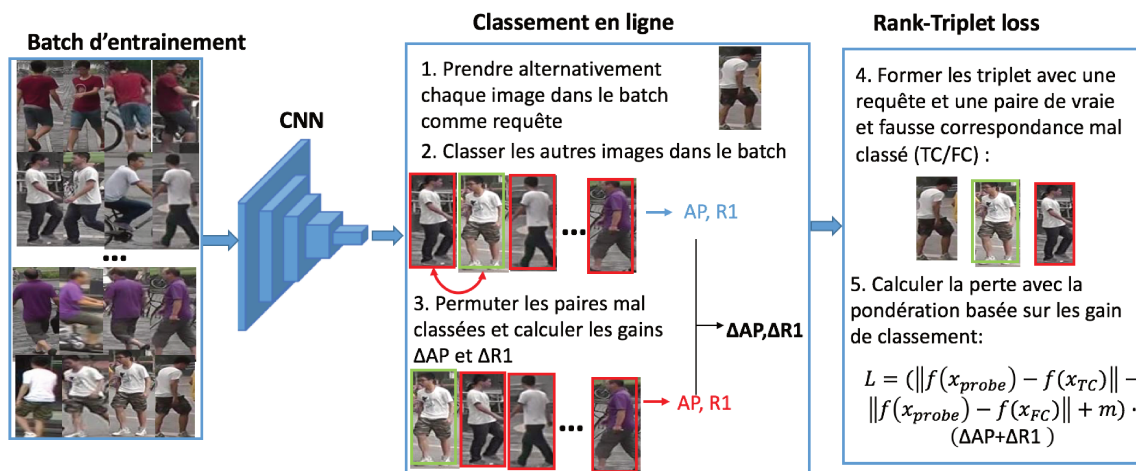 Batch d’entrainement
CNN
Classement en ligne
1. Prendre alternativement
chaque image dans le batch
comme requête
2. Classer les autres images dans le batch
...
AP, R1
3. Permuter les paires mal
classées et calculer les gains
ΔAP et ΔR1
ΔAP,ΔR1
...
AP, R1
...
Rank-Triplet loss
4. Former les triplet avec une
requête et une paire de vraie
et fausse correspondance mal
classé (TC/FC) :
5. Calculer la perte avec la
pondération basée sur les gain
de classement:
L = (‖f(x_probe) − f(x_TC)‖ −
‖f(x_probe) − f(x_FC)‖ + m) ·
(ΔAP+ΔR1 )